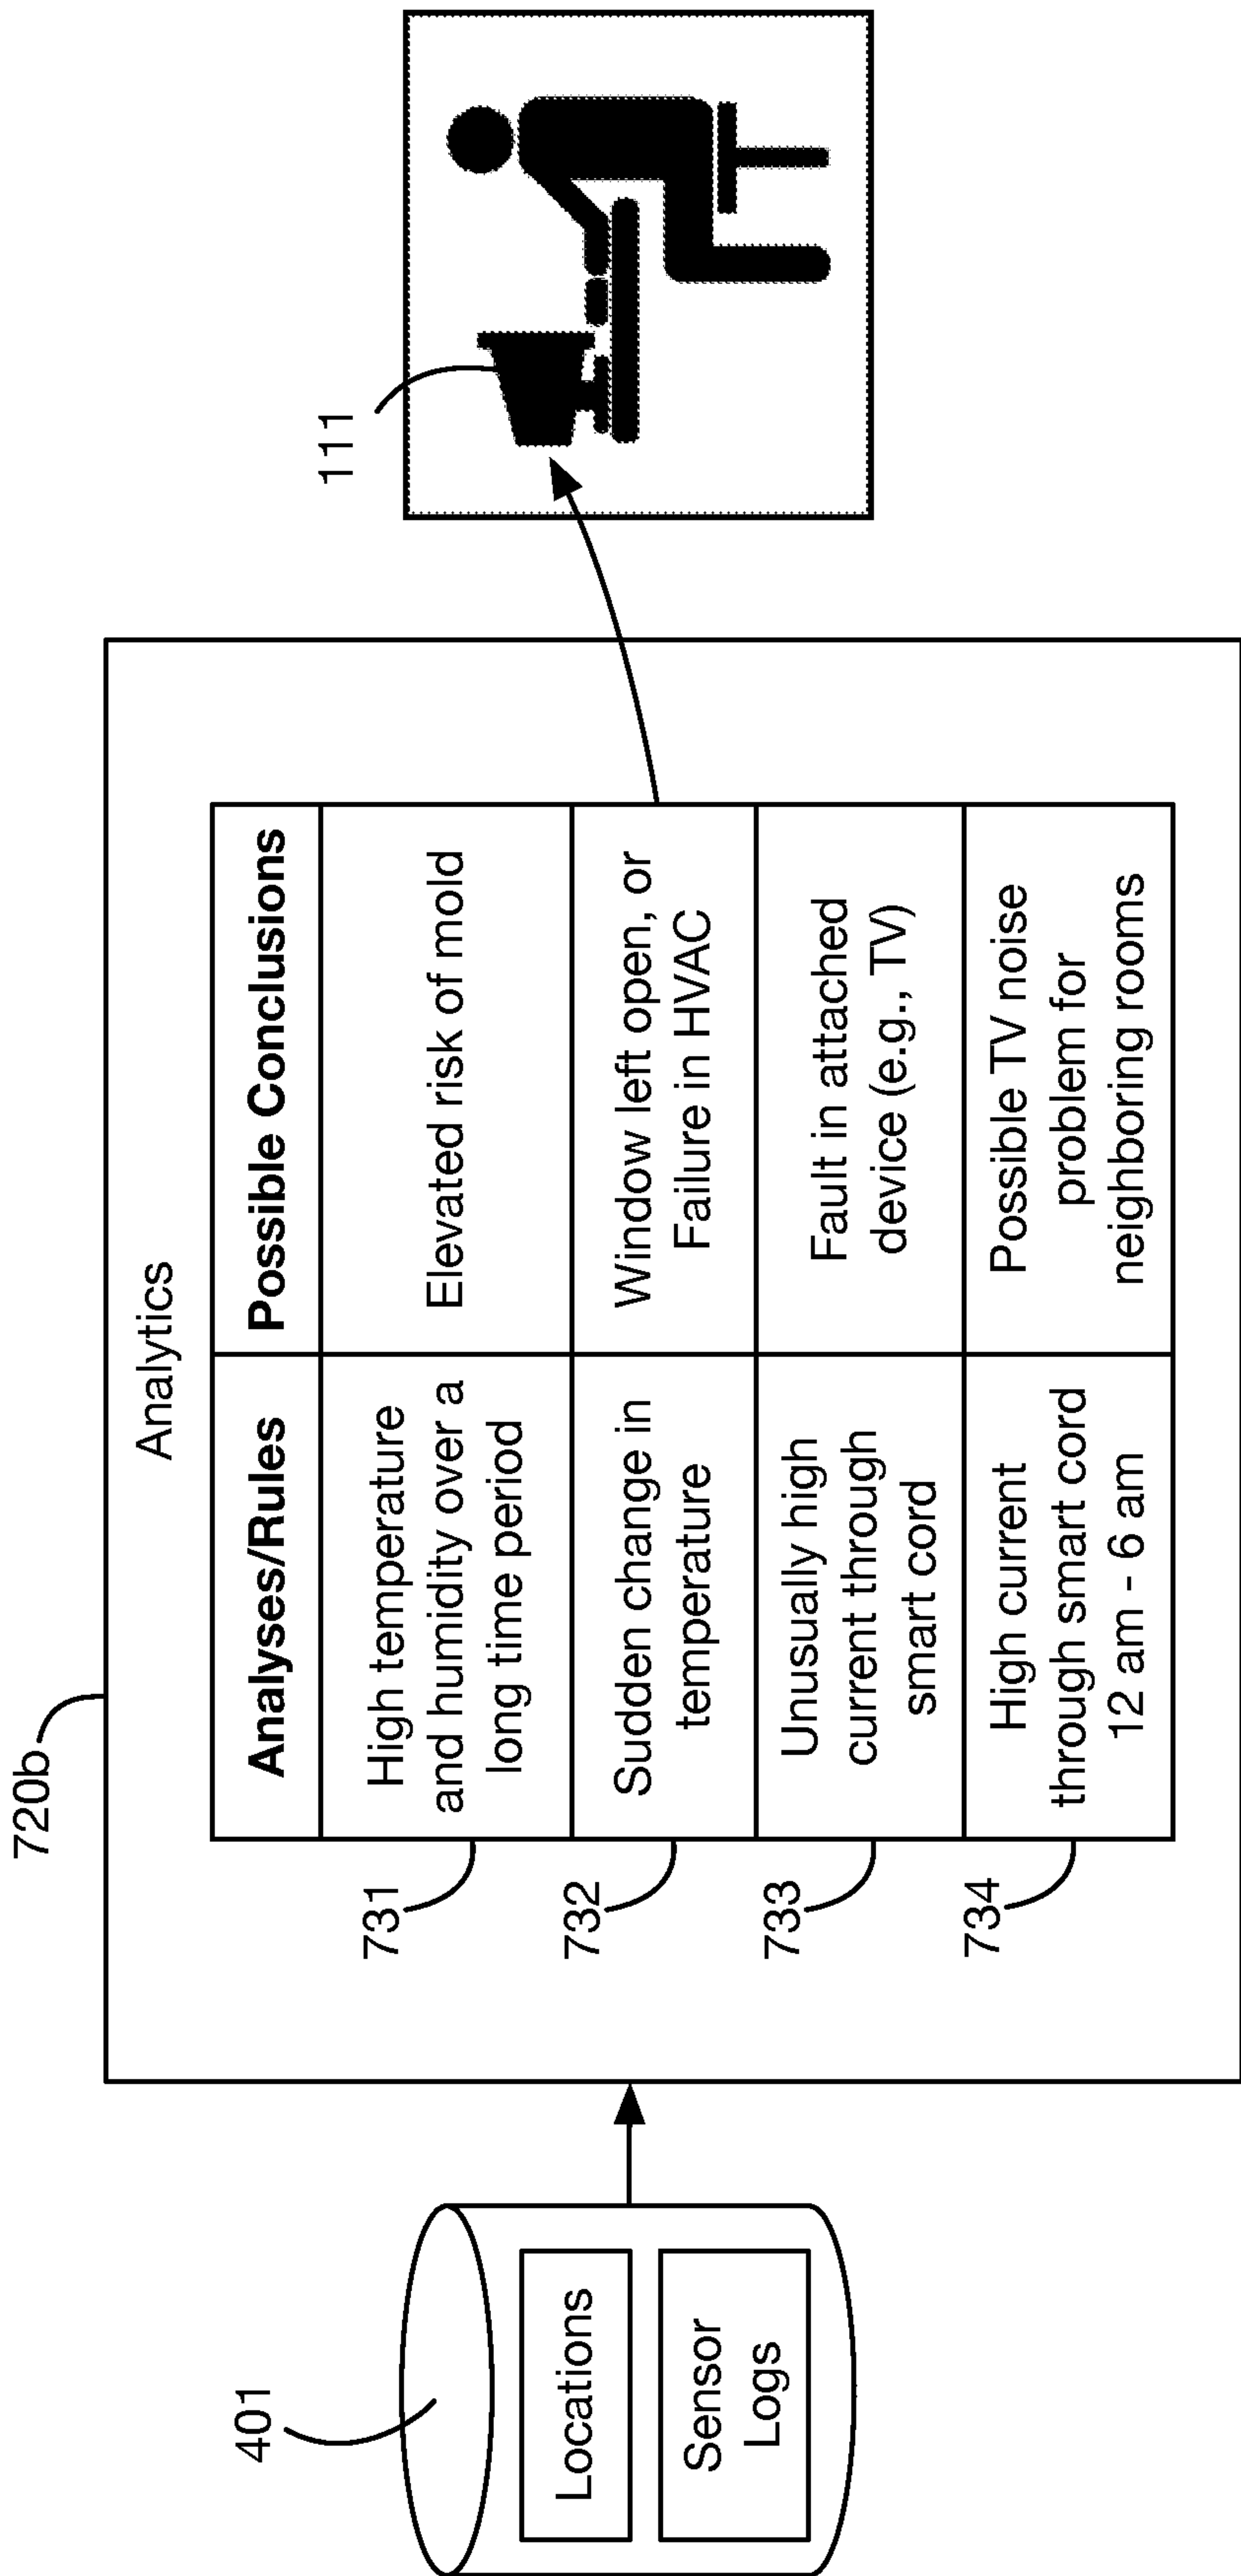 720b
Analytics
401
Locations
Sensor
Logs
Analyses/Rules
Possible Conclusions
731
High temperature
and humidity over a
long time period
Elevated risk of mold
732
Sudden change in
temperature
Window left open, or
Failure in HVAC
733
Unusually high
current through
smart cord
Fault in attached
device (e.g., TV)
734
High current
through smart cord
12 am - 6 am
Possible TV noise
problem for
neighboring rooms
111